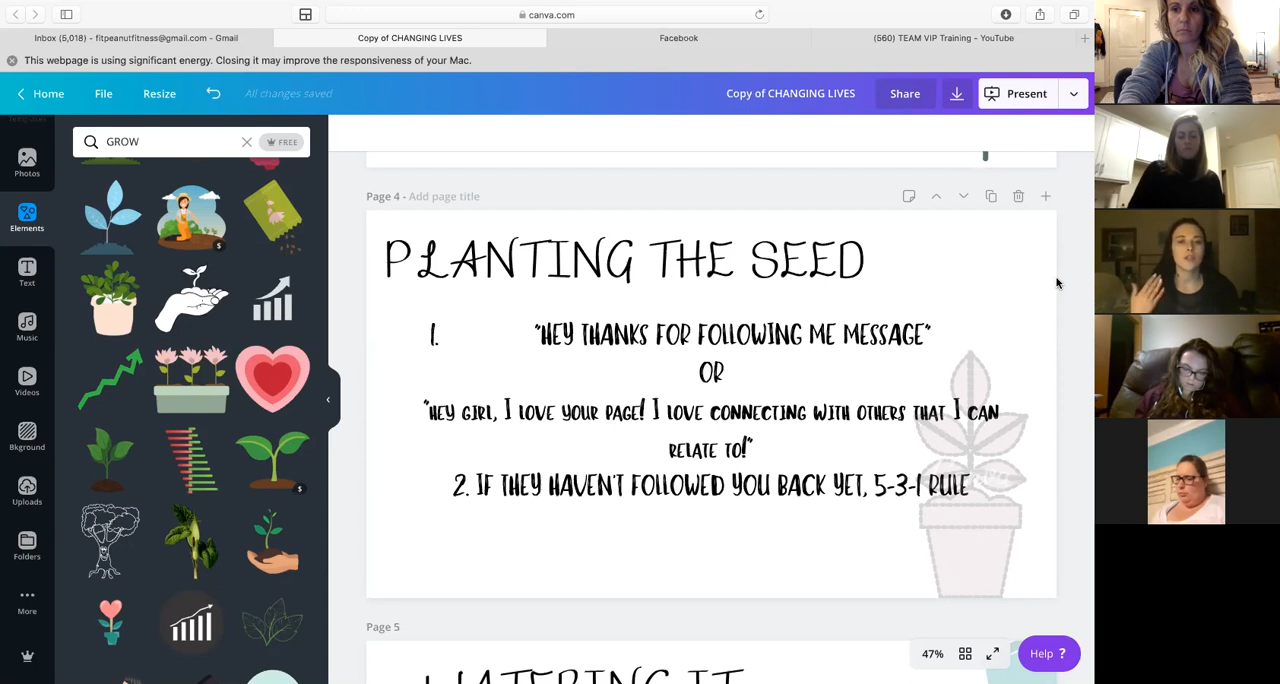 canva.com
Inbox (5,018) - fitpeanutfitness@gmail.com - Gmail
Copy of CHANGING LIVES
Facebook
(560) TEAM VIP Training - YouTube
This webpage is using significant energy. Closing it may improve the responsiveness of your Mac.
Home
File
Resize
All changes saved
Copy of CHANGING LIVES
Share
Present
Templates
GROW
FREE
Photos
Elements
Text
Music
Videos
Bkground
Uploads
Folders
More
$
$
Page 4 - Add page title
PLANTING THE SEED
1. "HEY THANKS FOR FOLLOWING ME MESSAGE"
OR
"HEY GIRL, I LOVE YOUR PAGE! I LOVE CONNECTING WITH OTHERS THAT I CAN
RELATE TO!"
2. IF THEY HAVEN'T FOLLOWED YOU BACK YET, 5-3-1 RULE
Page 5
WATERING IT
47%
Help ?